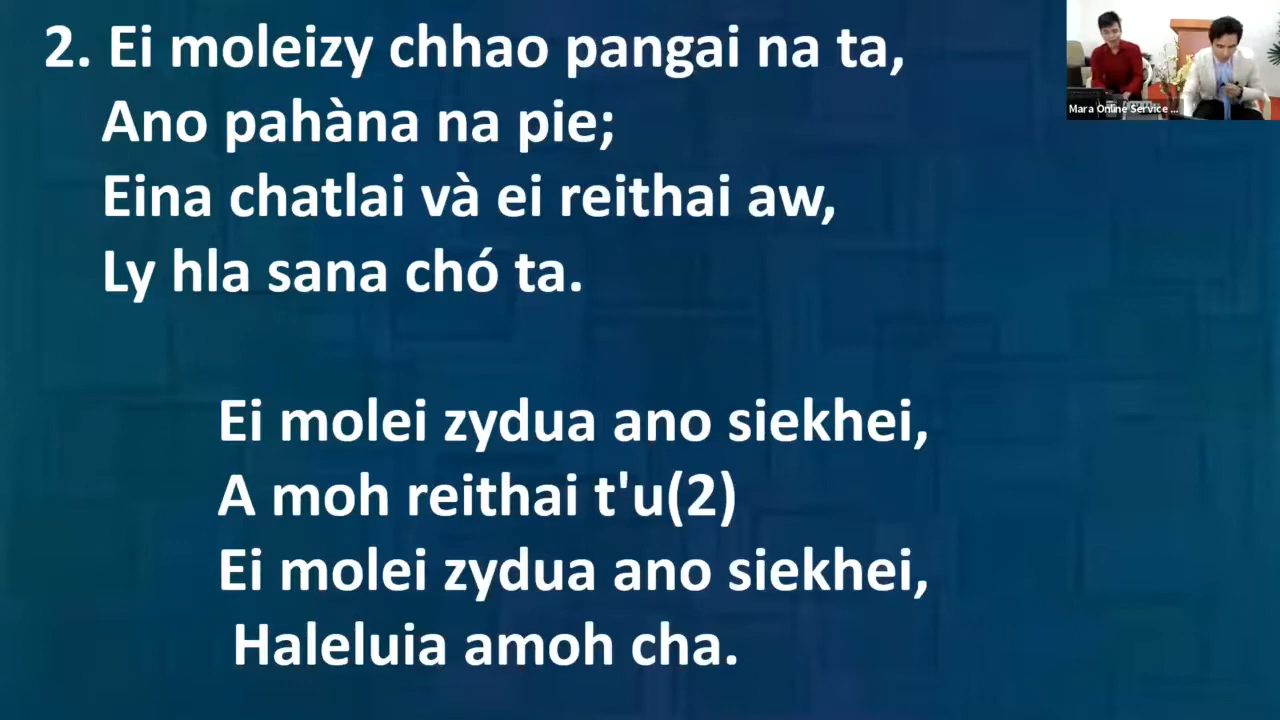 2. Ei moleizy chhao pangai na ta,
Ano pahàna na pie;
Eina chatlai và ei reithai aw,
Ly hla sana chó ta.
Ei molei zydua ano siekhei,
A moh reithai t'u(2)
Ei molei zydua ano siekhei,
Haleluia amoh cha.
Mara Online Service ...